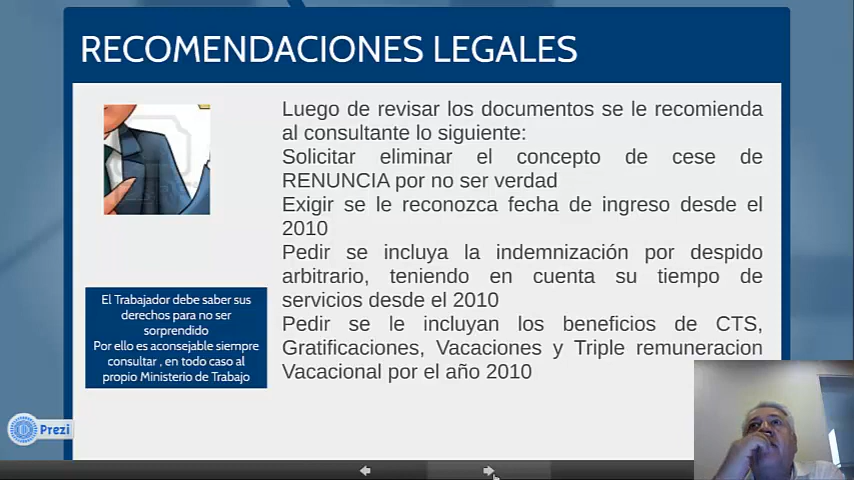 RECOMENDACIONES LEGALES
Luego de revisar los documentos se le recomienda
al consultante lo siguiente:
Solicitar eliminar el concepto de cese de
RENUNCIA por no ser verdad
Exigir se le reconozca fecha de ingreso desde el
2010
Pedir se incluya la indemnización por despido
arbitrario, teniendo en cuenta su tiempo de
servicios desde el 2010
Pedir se le incluyan los beneficios de CTS,
Gratificaciones, Vacaciones y Triple remuneracion
Vacacional por el año 2010
El Trabajador debe saber sus
derechos para no ser
sorprendido
Por ello es aconsejable siempre
consultar , en todo caso al
propio Ministerio de Trabajo
Prezi